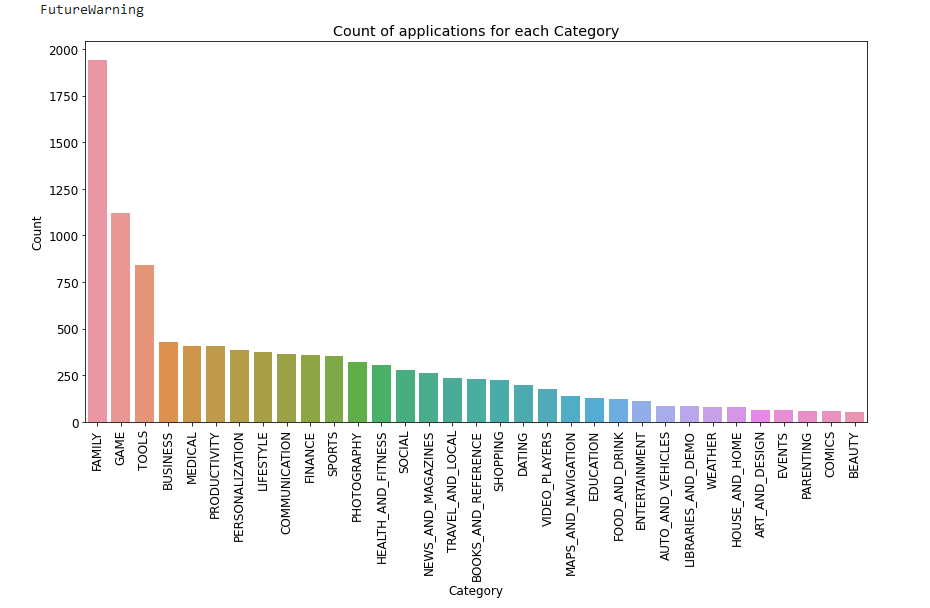 FutureWarning
Count of applications for each Category
2000
1750
1500
1250
1000
750
500
250
0
Count
FAMILY
GAME
TOOLS
BUSINESS
MEDICAL
PRODUCTIVITY
PERSONALIZATION
LIFESTYLE
COMMUNICATION
FINANCE
SPORTS
PHOTOGRAPHY
HEALTH_AND_FITNESS
SOCIAL
NEWS_AND_MAGAZINES
TRAVEL_AND_LOCAL
BOOKS_AND_REFERENCE
SHOPPING
DATING
VIDEO_PLAYERS
MAPS_AND_NAVIGATION
EDUCATION
FOOD_AND_DRINK
ENTERTAINMENT
AUTO_AND_VEHICLES
LIBRARIES_AND_DEMO
WEATHER
HOUSE_AND_HOME
ART_AND_DESIGN
EVENTS
PARENTING
COMICS
BEAUTY
Category